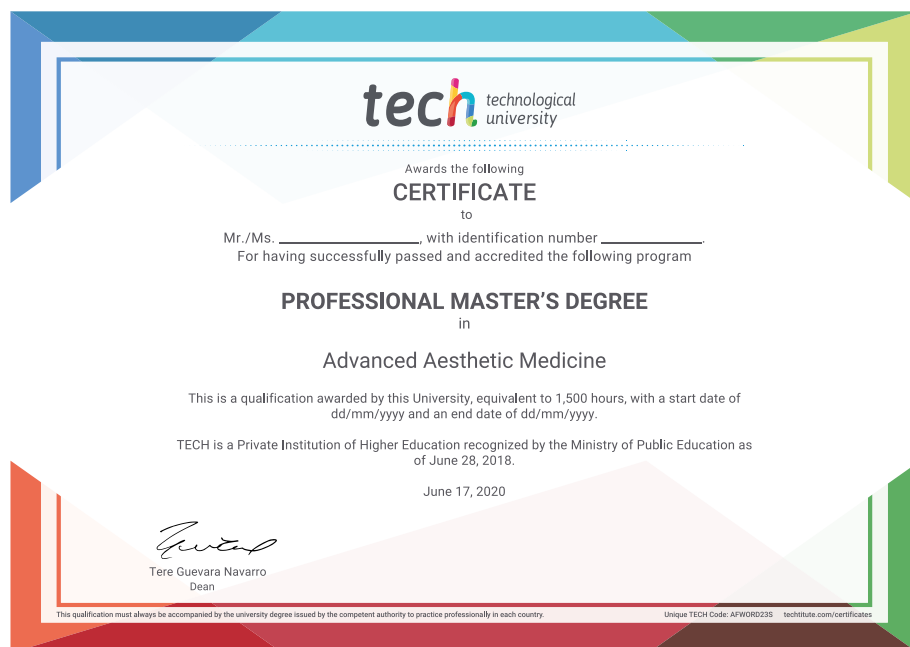 tech technological
university
Awards the following
CERTIFICATE
to
Mr./Ms. ____________________, with identification number ______________.
For having successfully passed and accredited the following program
PROFESSIONAL MASTER'S DEGREE
in
Advanced Aesthetic Medicine
This is a qualification awarded by this University, equivalent to 1,500 hours, with a start date of
dd/mm/yyyy and an end date of dd/mm/yyyy.
TECH is a Private Institution of Higher Education recognized by the Ministry of Public Education as
of June 28, 2018.
June 17, 2020
Tere Guevara Navarro
Dean
This qualification must always be accompanied by the university degree issued by the competent authority to practice professionally in each country. Unique TECH Code: AFWORD23S techtitute.com/certificates